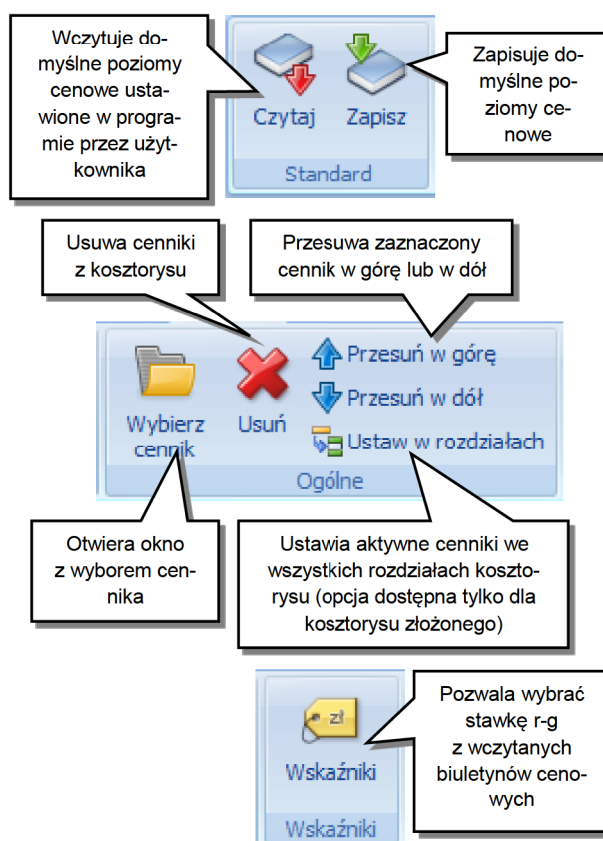 Wczytuje do-
myślne poziomy
cenowe usta-
wione w progra-
mie przez użyt-
kownika
Czytaj
Zapisz
Standard
Zapisuje do-
myślne po-
ziomy ce-
nowe
Usuwa cenniki
z kosztorysu
Przesuwa zaznaczony
cennik w górę lub w dół
Wybierz
cennik
Usuń
Przesuń w górę
Przesuń w dół
Ustaw w rozdziałach
Ogólne
Otwiera okno
z wyborem cen-
nika
Ustawia aktywne cenniki we
wszystkich rozdziałach koszto-
rysu (opcja dostępna tylko dla
kosztorysu złożonego)
zł
Wskaźniki
Wskaźniki
Pozwala wybrać
stawkę r-g
z wczytanych
biuletynów ceno-
wych